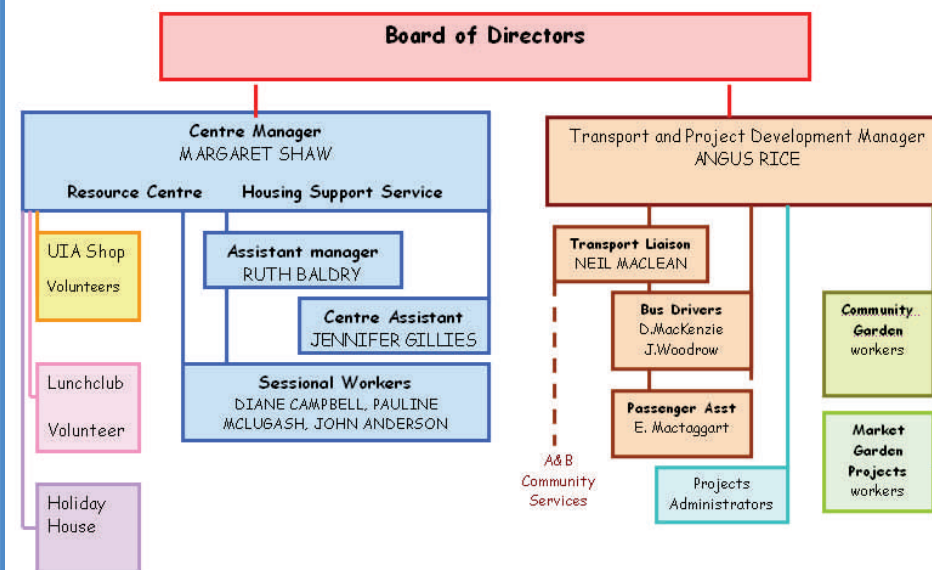 Board of Directors
Centre Manager
MARGARET SHAW
Resource Centre Housing Support Service
UIA Shop
Volunteers
Assistant manager
RUTH BALDRY
Centre Assistant
JENNIFER GILLIES
Lunchclub
Volunteer
Sessional Workers
DIANE CAMPBELL, PAULINE
MCLUGASH, JOHN ANDERSON
Holiday
House
Transport and Project Development Manager
ANGUS RICE
Transport Liaison
NEIL MACLEAN
Bus Drivers
D.MacKenzie
J.Woodrow
Passenger Asst
E. Mactaggart
A&B
Community
Services
Projects
Administrators
Community..
Garden
workers
Market
Garden
Projects
workers